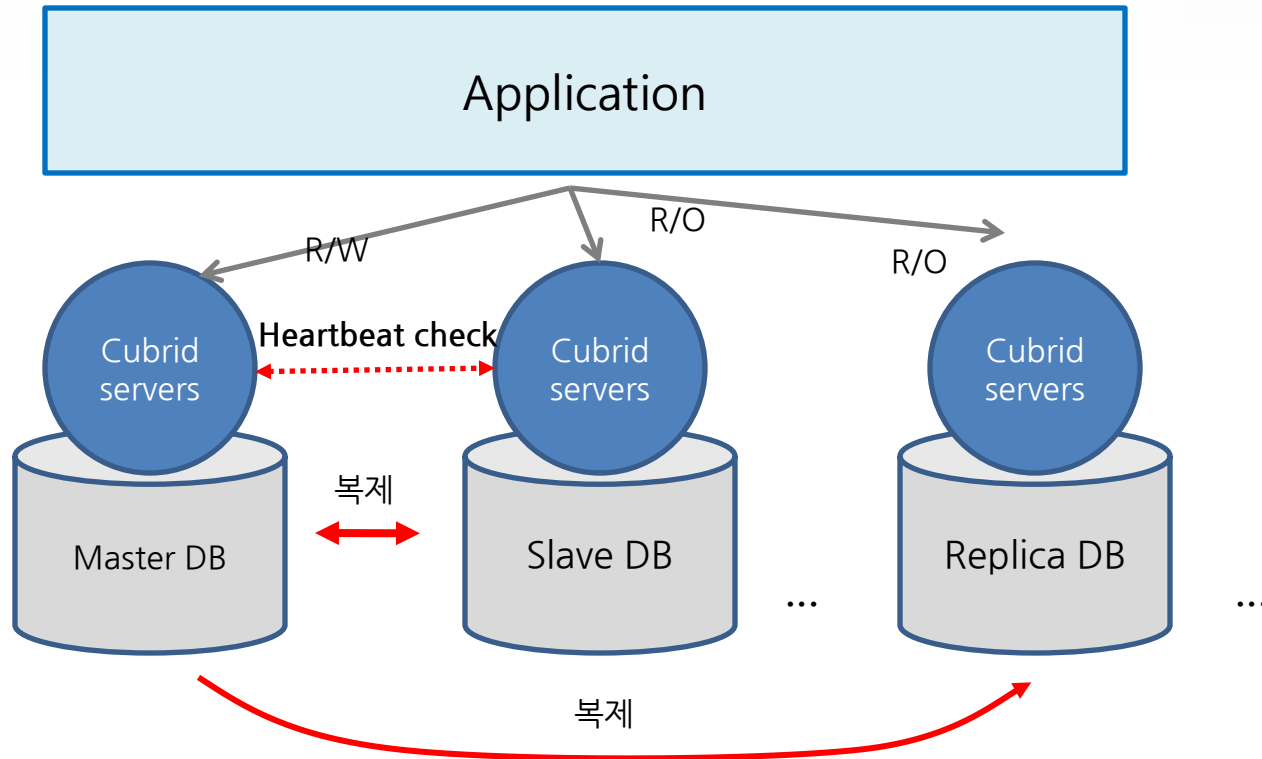 Application
R/W
R/O
R/O
Heartbeat check
Cubrid
servers
Cubrid
servers
Cubrid
servers
복제
Master DB
Slave DB
...
Replica DB
...
복제